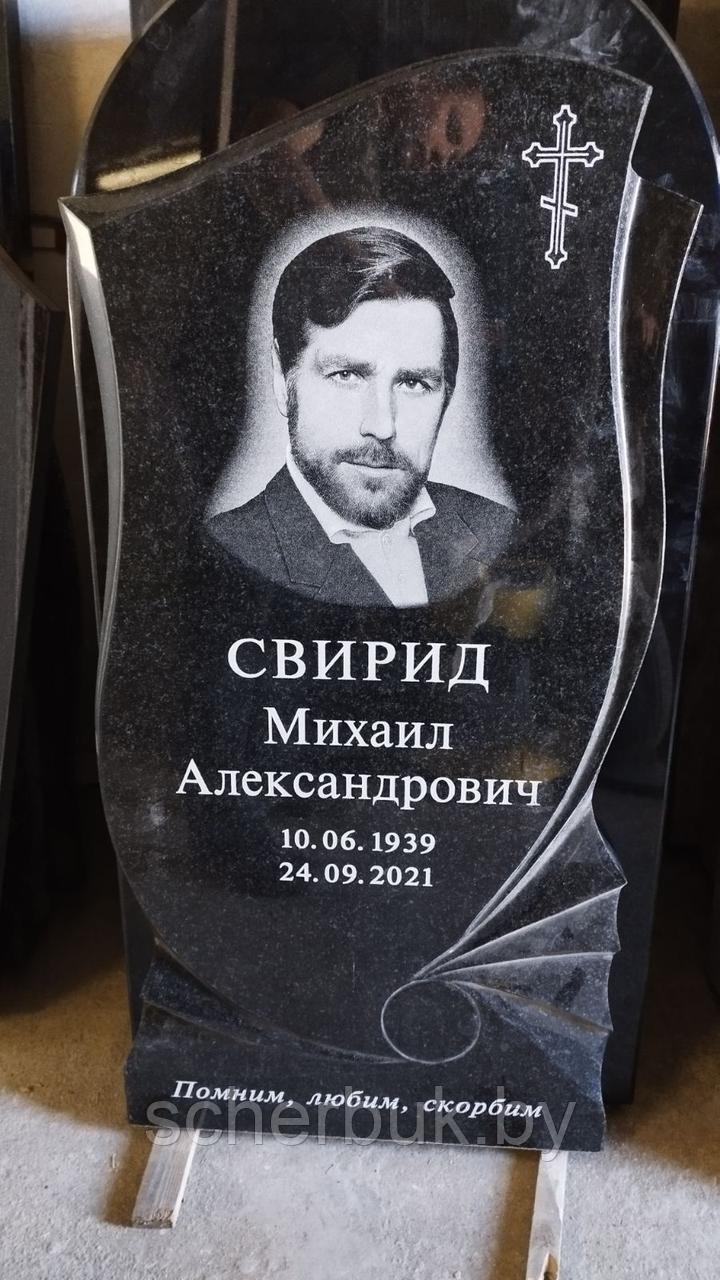 СВИРИД
Михаил
Александрович
10.06.1939
24.09.2021
Помним, любим, скорбим
scherbuk.by